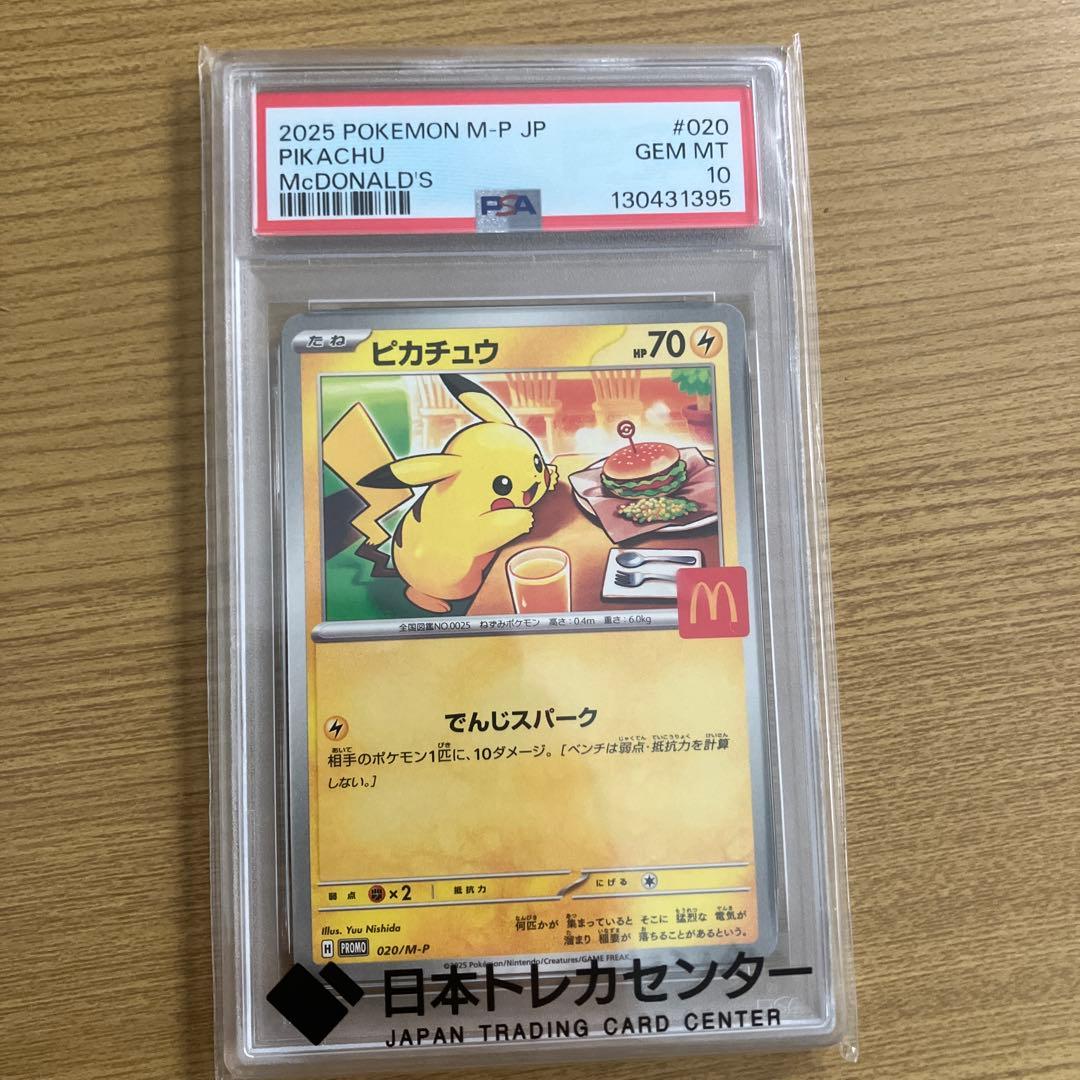 2025 POKEMON M-P JP #020
PIKACHU GEM MT
McDONALD'S 10
PSA 130431395
たね ピカチュウ HP70
全国図鑑NO.0025 ねずみポケモン 高さ:0.4m 重さ:6.0kg
M
でんじスパーク
相手のポケモン1匹に、10ダメージ。[ベンチは弱点・抵抗力を計算
しない。]
弱点 ×2 抵抗力 にげる
Illus. Yuu Nishida
何匹かが 集まっていると そこに 猛烈な 電気が
溜まり 稲妻が 落ちることがあるという。
H PROMO 020/M-P
©2025 Pokémon/Nintendo/Creatures/GAME FREAK
日本トレカセンター
JAPAN TRADING CARD CENTER